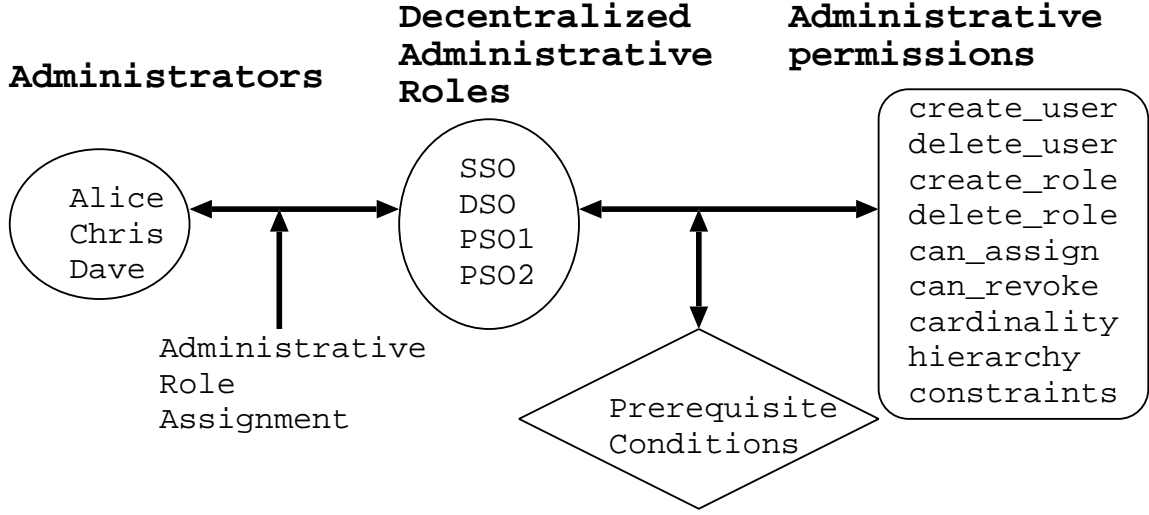 Administrators
Decentralized
Administrative
Roles
Administrative
permissions
Alice
Chris
Dave
SSO
DSO
PSO1
PSO2
create_user
delete_user
create_role
delete_role
can_assign
can_revoke
cardinality
hierarchy
constraints
Administrative
Role
Assignment
Prerequisite
Conditions